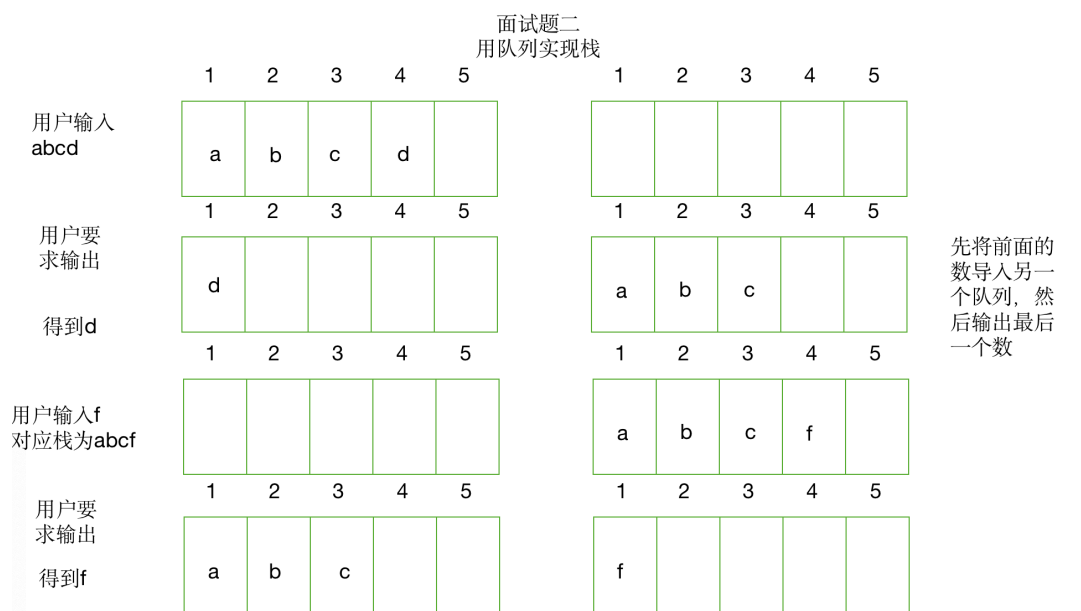 面试题二
用队列实现栈
1 2 3 4 5 1 2 3 4 5
用户输入
abcd
a b c d
1 2 3 4 5 1 2 3 4 5
用户要
求输出
得到d
d a b c
先将前面的
数导入另一
个队列，然
后输出最后
一个数
1 2 3 4 5 1 2 3 4 5
用户输入f
对应栈为abcf
a b c f
1 2 3 4 5 1 2 3 4 5
用户要
求输出
得到f
a b c f